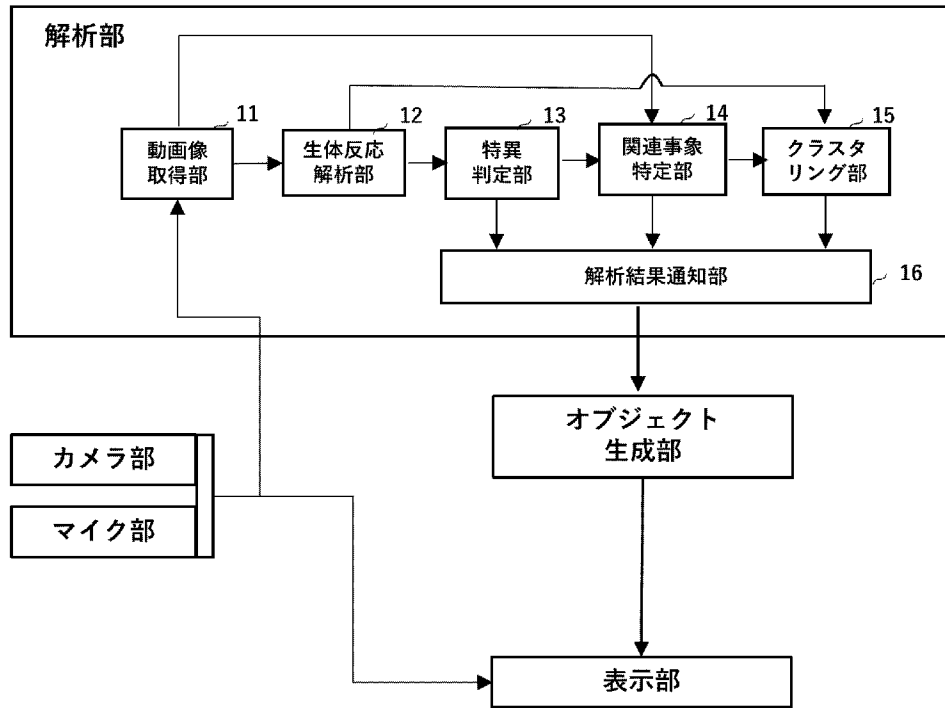 解析部
11
動画像
取得部
12
生体反応
解析部
13
特異
判定部
14
関連事象
特定部
15
クラスタ
リング部
解析結果通知部
16
オブジェクト
生成部
カメラ部
マイク部
表示部